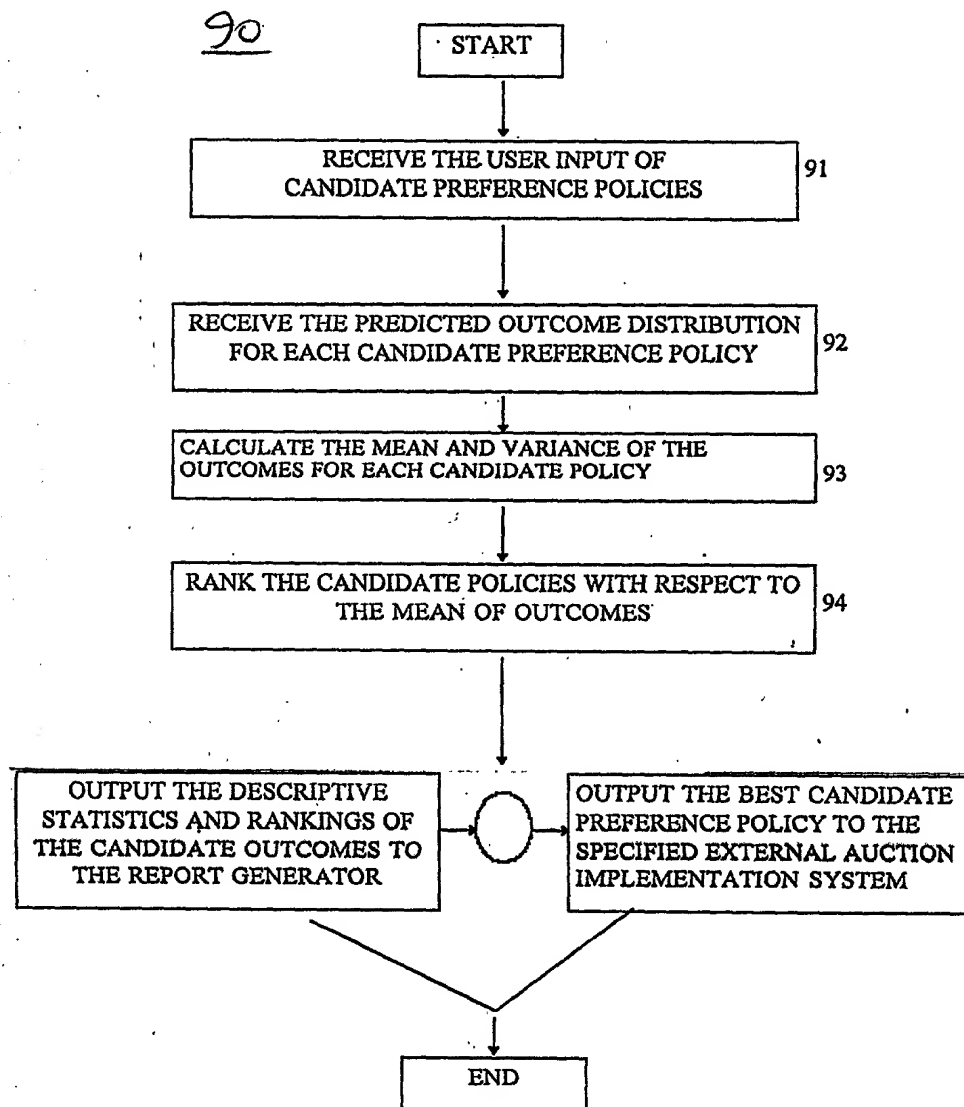 90
START
RECEIVE THE USER INPUT OF
CANDIDATE PREFERENCE POLICIES
91
RECEIVE THE PREDICTED OUTCOME DISTRIBUTION
FOR EACH CANDIDATE PREFERENCE POLICY
92
CALCULATE THE MEAN AND VARIANCE OF THE
OUTCOMES FOR EACH CANDIDATE POLICY
93
RANK THE CANDIDATE POLICIES WITH RESPECT TO
THE MEAN OF OUTCOMES
94
OUTPUT THE DESCRIPTIVE
STATISTICS AND RANKINGS OF
THE CANDIDATE OUTCOMES TO
THE REPORT GENERATOR
OUTPUT THE BEST CANDIDATE
PREFERENCE POLICY TO THE
SPECIFIED EXTERNAL AUCTION
IMPLEMENTATION SYSTEM
END